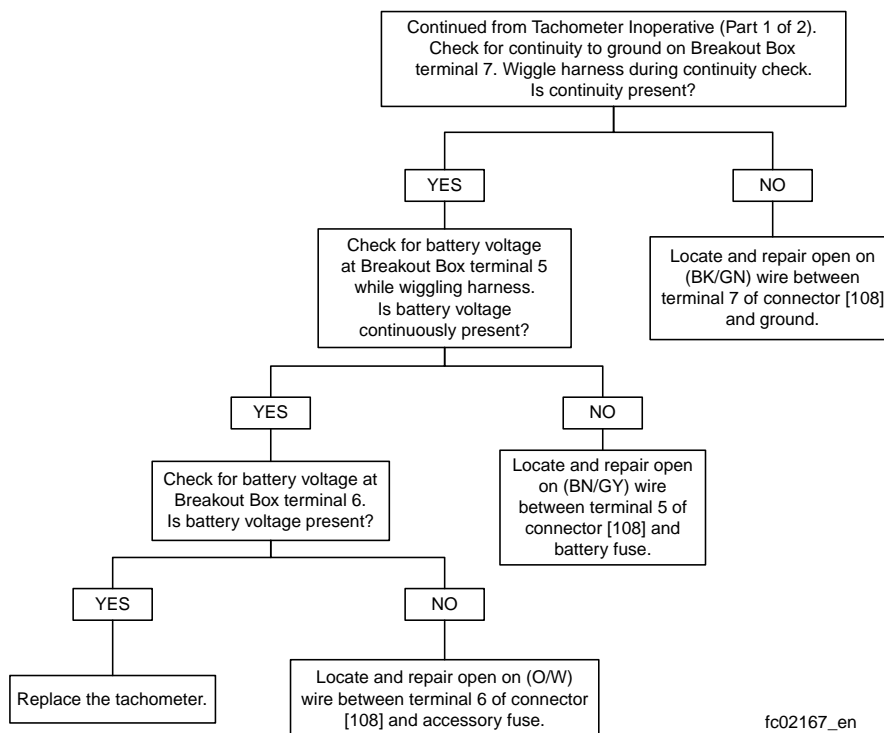 Continued from Tachometer Inoperative (Part 1 of 2).
Check for continuity to ground on Breakout Box
terminal 7. Wiggle harness during continuity check.
Is continuity present?
YES
NO
Check for battery voltage
at Breakout Box terminal 5
while wiggling harness.
Is battery voltage
continuously present?
Locate and repair open on
(BK/GN) wire between
terminal 7 of connector [108]
and ground.
YES
NO
Check for battery voltage at
Breakout Box terminal 6.
Is battery voltage present?
Locate and repair open
on (BN/GY) wire
between terminal 5 of
connector [108] and
battery fuse.
YES
NO
Replace the tachometer.
Locate and repair open on (O/W)
wire between terminal 6 of connector
[108] and accessory fuse.
fc02167_en